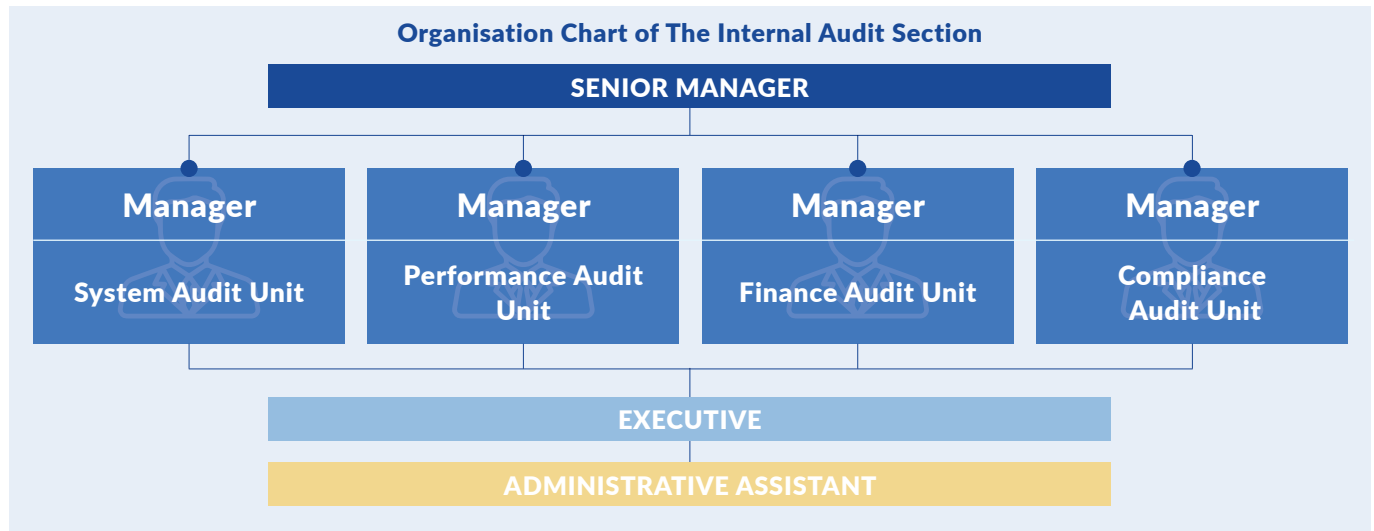 Organisation Chart of The Internal Audit Section
SENIOR MANAGER
Manager
System Audit Unit
Manager
Performance Audit
Unit
Manager
Finance Audit Unit
Manager
Compliance
Audit Unit
EXECUTIVE
ADMINISTRATIVE ASSISTANT